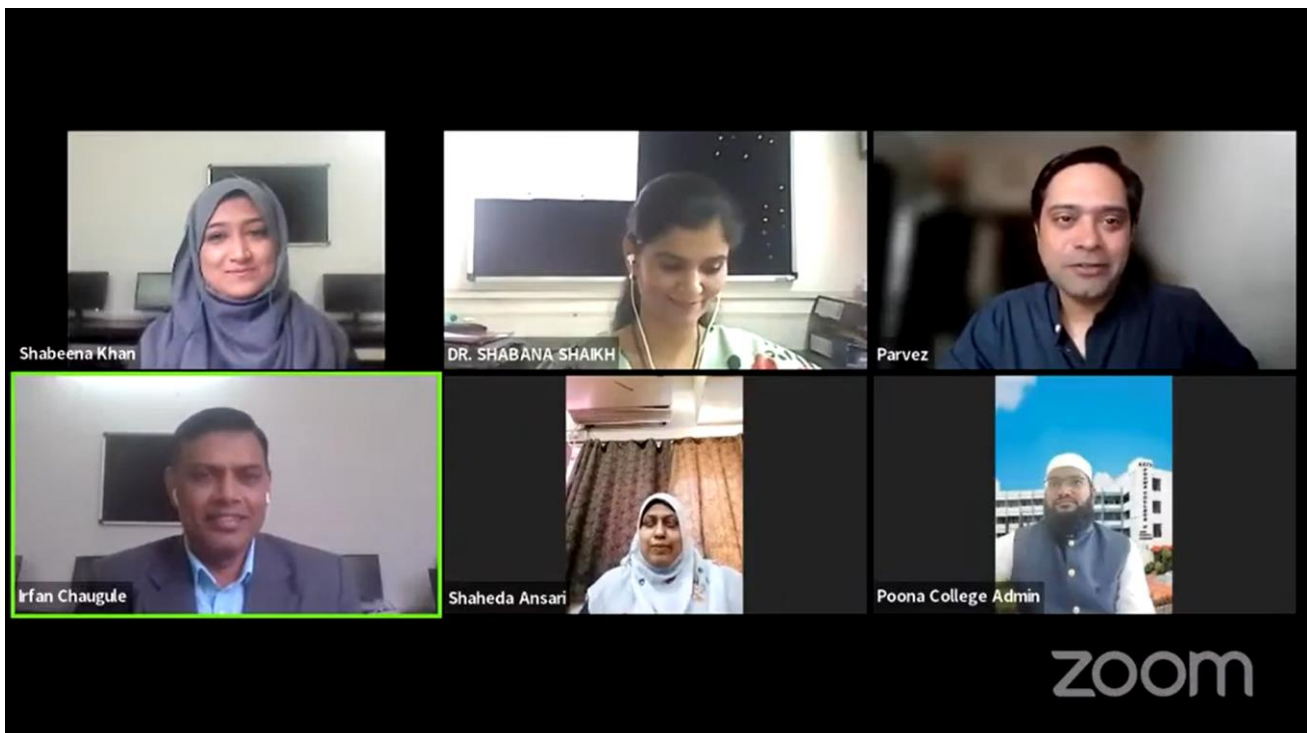 Shabeena Khan
DR. SHABANA SHAIKH
Parvez
Irfan Chaugule
Shaheda Ansari
Poona College Admin
zoom